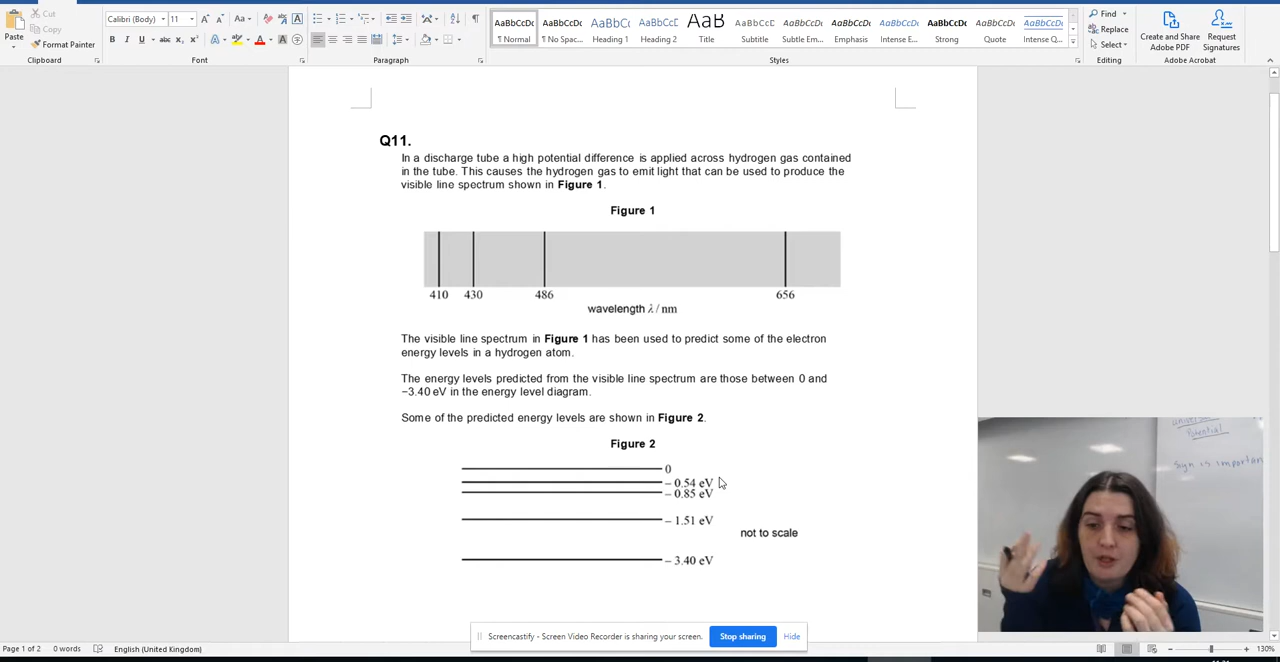 Cut
Copy
Format Painter
Paste
Clipboard
Calibri (Body)
11
Font
Paragraph
AaBbCcDc AaBbCcDc AaBbCc AaBbCcD AaB AaBbCcD AaBbCcDc AaBbCcDc AaBbCcDc AaBbCcDc AaBbCcDc AaBbCcDc
¶ Normal ¶ No Spac... Heading 1 Heading 2 Title Subtitle Subtle Em... Emphasis Intense E... Strong Quote Intense Q...
Styles
Find
Replace
Select
Editing
Create and Share
Adobe PDF
Request
Signatures
Adobe Acrobat
Q11.
In a discharge tube a high potential difference is applied across hydrogen gas contained
in the tube. This causes the hydrogen gas to emit light that can be used to produce the
visible line spectrum shown in Figure 1.
Figure 1
410 430 486 656
wavelength λ / nm
The visible line spectrum in Figure 1 has been used to predict some of the electron
energy levels in a hydrogen atom.
The energy levels predicted from the visible line spectrum are those between 0 and
−3.40 eV in the energy level diagram.
Some of the predicted energy levels are shown in Figure 2.
Figure 2
0
− 0.54 eV
− 0.85 eV
− 1.51 eV
not to scale
− 3.40 eV
Potential
Sign is importan
Screencastify - Screen Video Recorder is sharing your screen.
Stop sharing
Hide
Page 1 of 2
0 words
English (United Kingdom)
130%